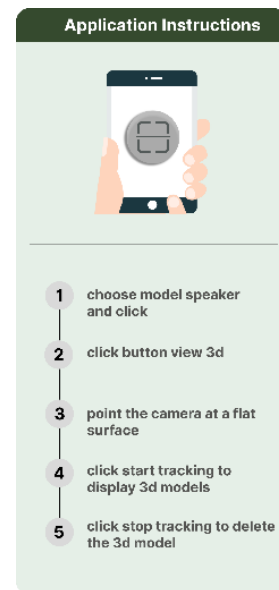 Application Instructions
1 choose model speaker
and click
2 click button view 3d
3 point the camera at a flat
surface
4 click start tracking to
display 3d models
5 click stop tracking to delete
the 3d model